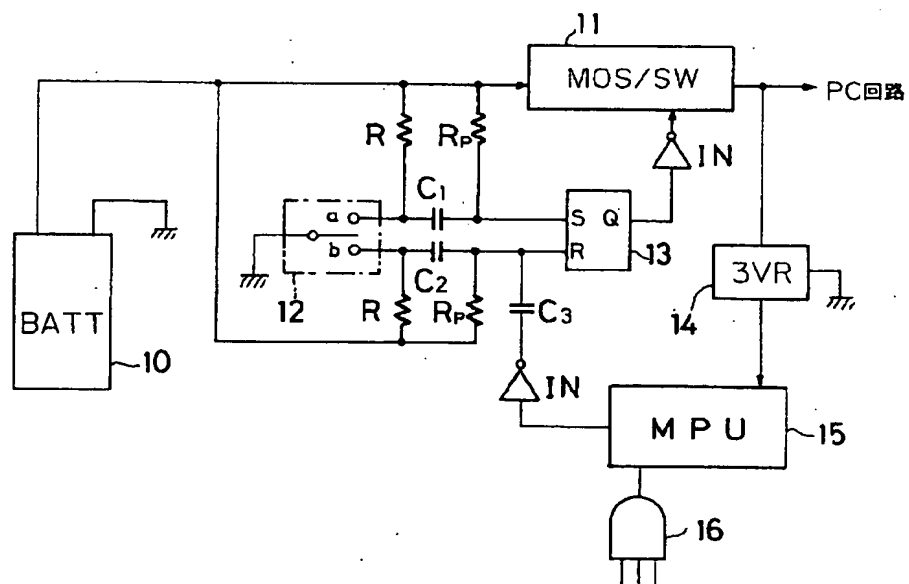 11
MOS/SW
PC回路
R
RP
IN
C1
a
S Q
b
R
13
C2
12
R
RP
C3
3VR
14
BATT
10
IN
MPU
15
16